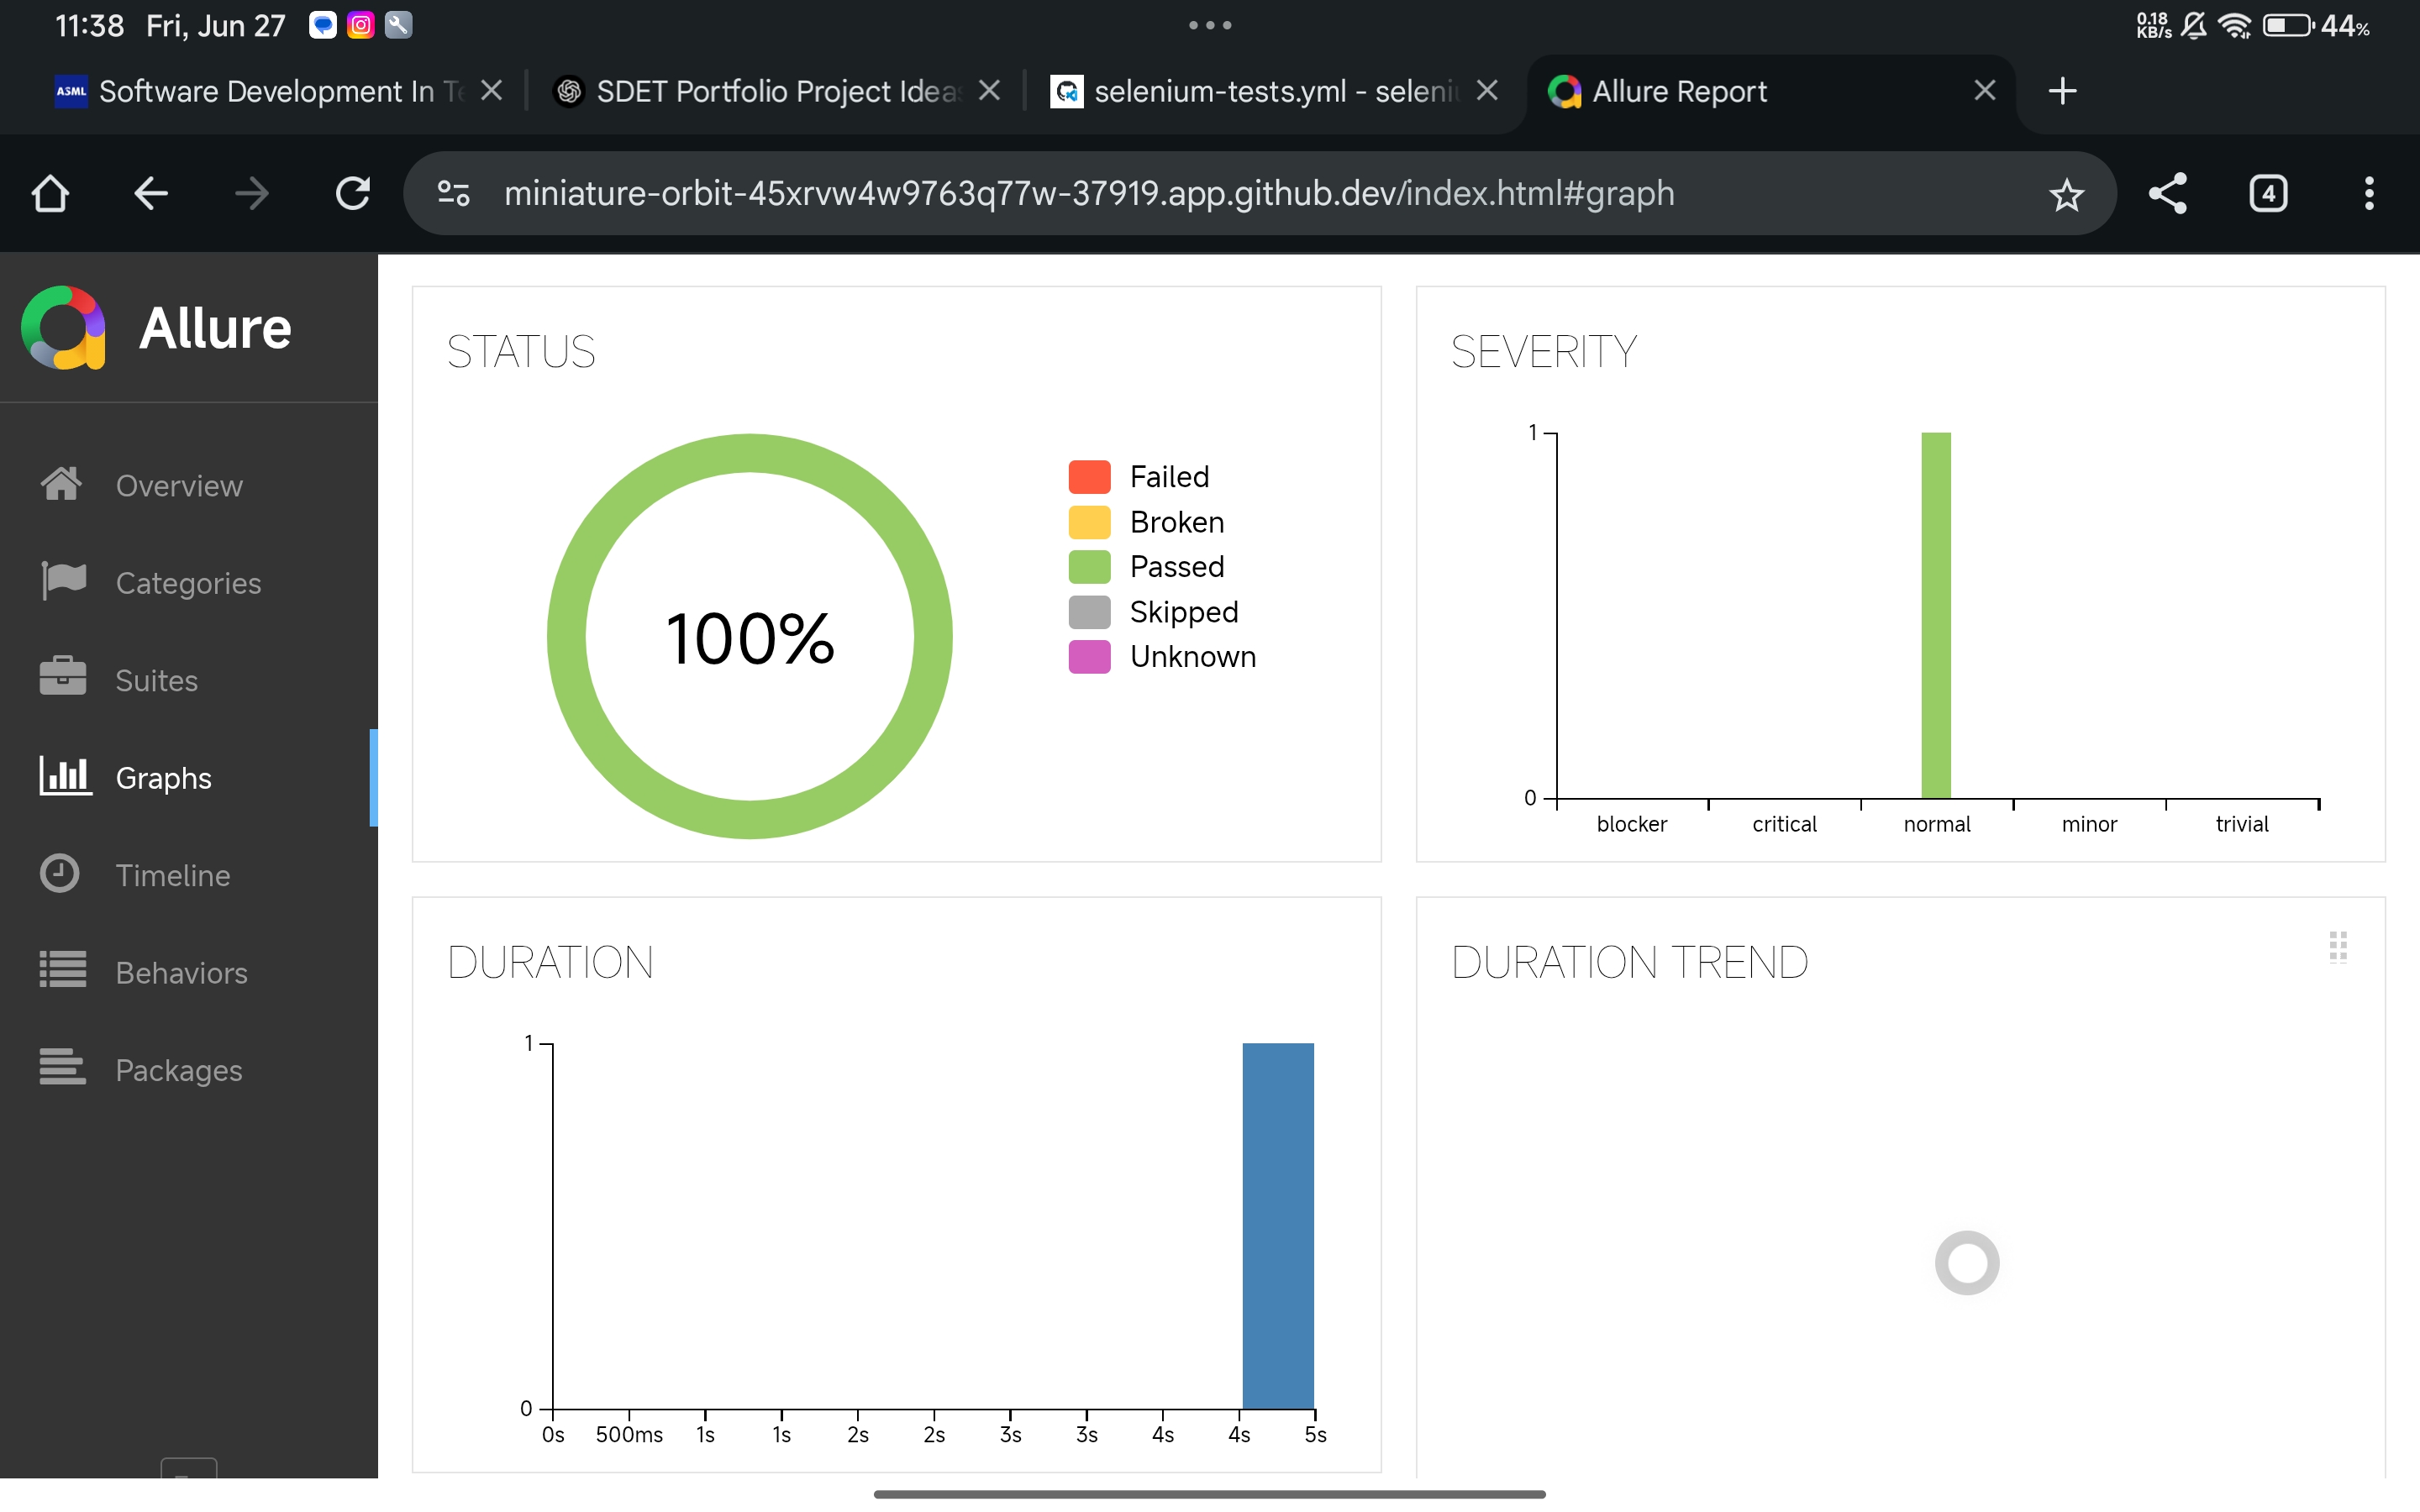 11:38 Fri, Jun 27
0.18 KB/s 44%
ASML Software Development In Te
SDET Portfolio Project Ideas
selenium-tests.yml - seleni
Allure Report
miniature-orbit-45xrvw4w9763q77w-37919.app.github.dev/index.html#graph
4
Allure
Overview
Categories
Suites
Graphs
Timeline
Behaviors
Packages
STATUS
100%
Failed
Broken
Passed
Skipped
Unknown
SEVERITY
1
0
blocker critical normal minor trivial
DURATION
1
0
0s 500ms 1s 1s 2s 2s 3s 3s 4s 4s 5s
DURATION TREND